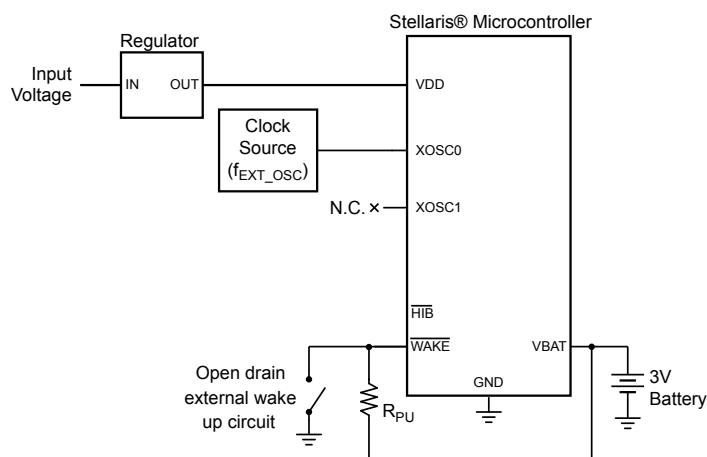 Stellaris® Microcontroller
Regulator
Input
Voltage
IN
OUT
VDD
Clock
Source
(fEXT_OSC)
XOSC0
N.C.
XOSC1
HIB
WAKE
VBAT
Open drain
external wake
up circuit
RPU
GND
3V
Battery